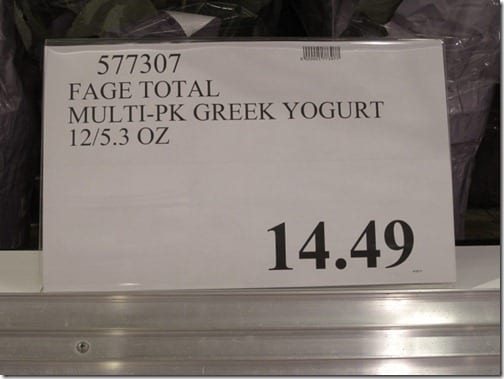 577307
FAGE TOTAL
MULTI-PK GREEK YOGURT
12/5.3 OZ
14.49